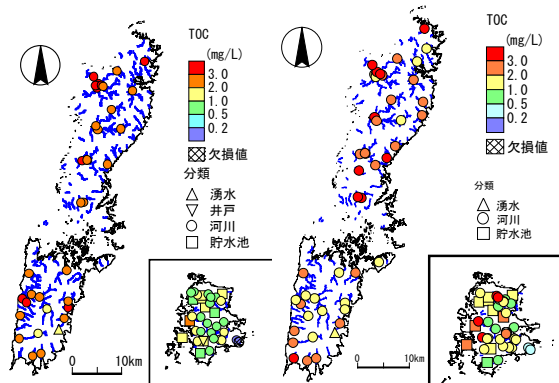 TOC
(mg/L)
3.0
2.0
1.0
0.5
0.2
欠損値
分類
湧水
井戸
河川
貯水池
0
10km
TOC
(mg/L)
3.0
2.0
1.0
0.5
0.2
欠損値
分類
湧水
河川
貯水池
0
10km